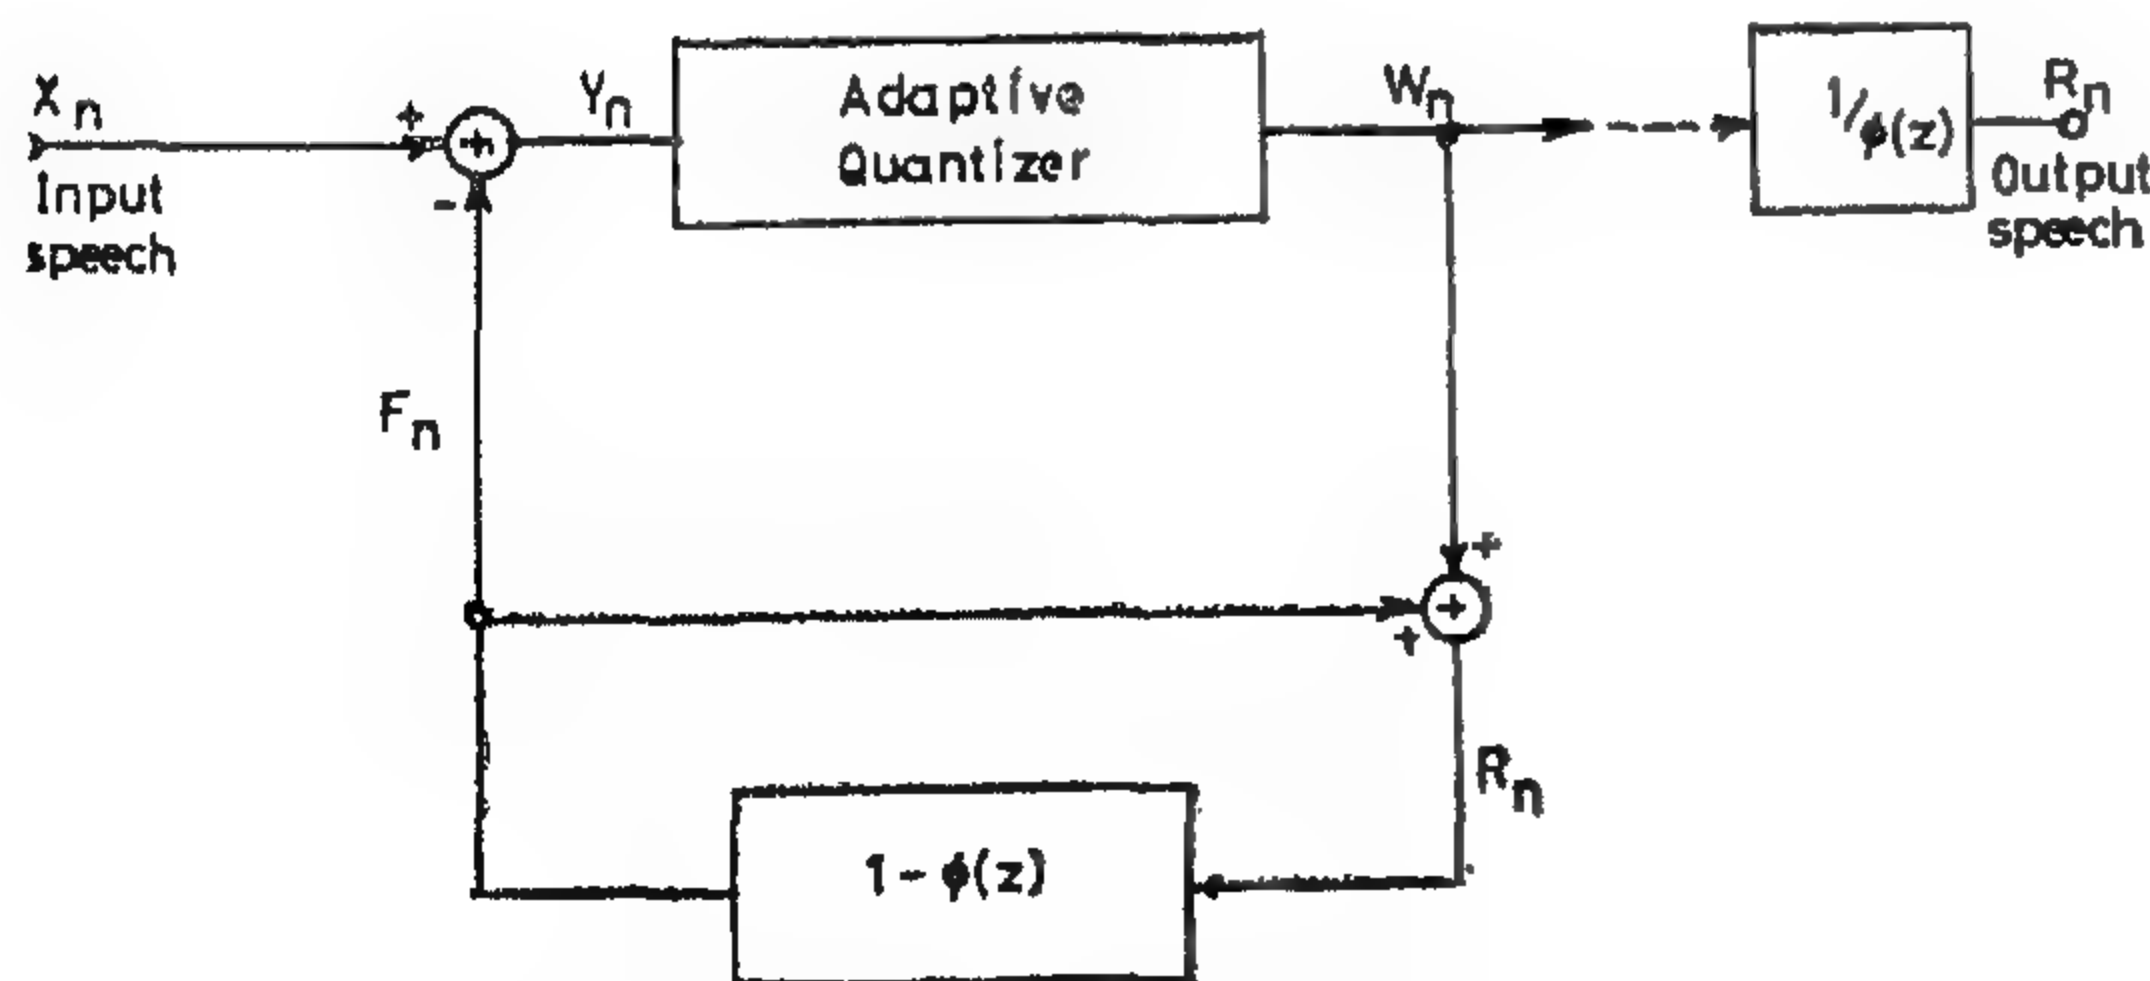 X n
Input
speech
+
+
-
Y n
Adaptive
Quantizer
W n
1/ϕ(z)
R n
Output
speech
F n
+
+
+
R n
1 - ϕ(z)